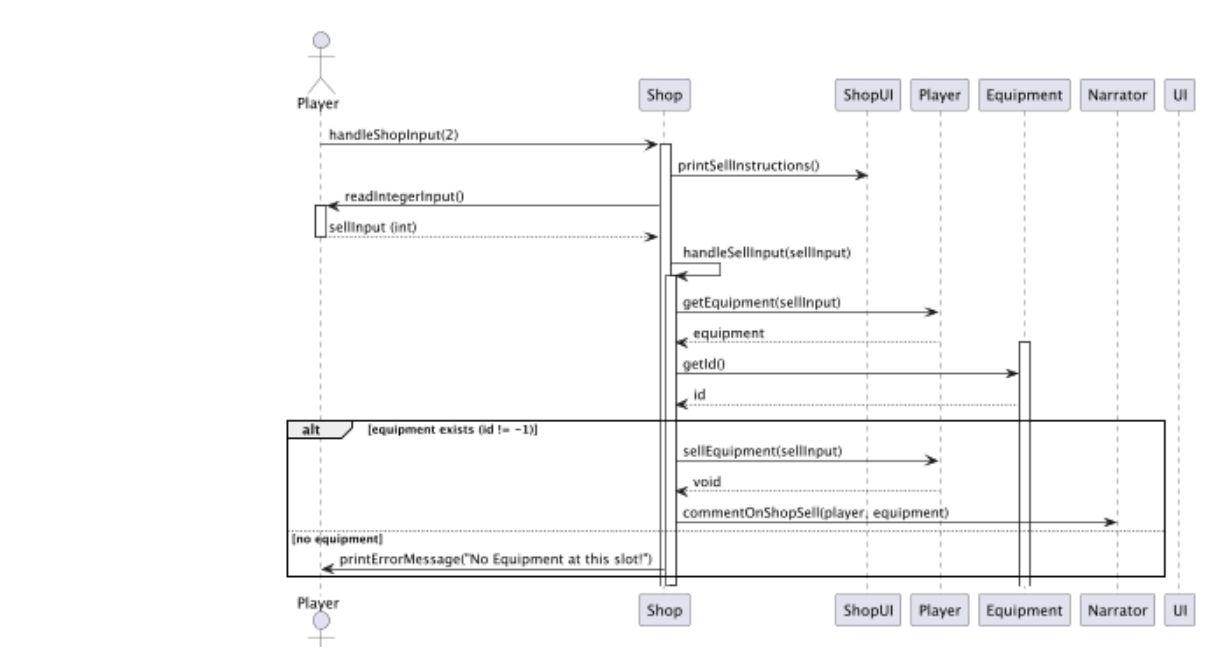 Player
Shop
ShopUI
Player
Equipment
Narrator
UI
handleShopInput(2)
printSellInstructions()
readIntegerInput()
sellInput (int)
handleSellInput(sellInput)
getEquipment(sellInput)
equipment
getId()
id
alt [equipment exists (id != -1)]
sellEquipment(sellInput)
void
commentOnShopSell(player, equipment)
[no equipment]
printErrorMessage("No Equipment at this slot!")
Player
Shop
ShopUI
Player
Equipment
Narrator
UI